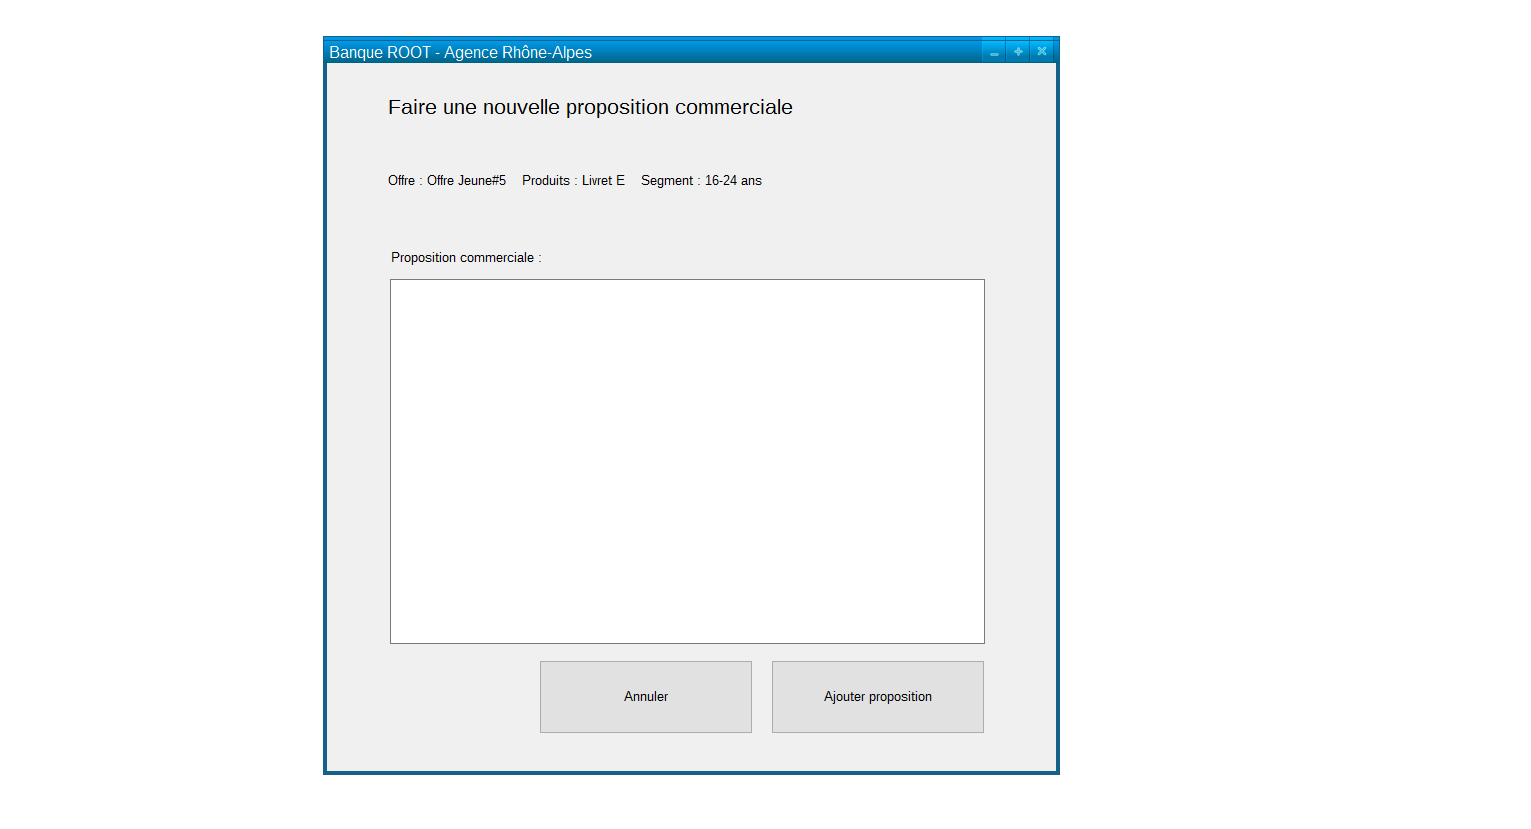 Banque ROOT - Agence Rhône-Alpes
Faire une nouvelle proposition commerciale
Offre : Offre Jeune#5    Produits : Livret E    Segment : 16-24 ans
Proposition commerciale :
Annuler    Ajouter proposition